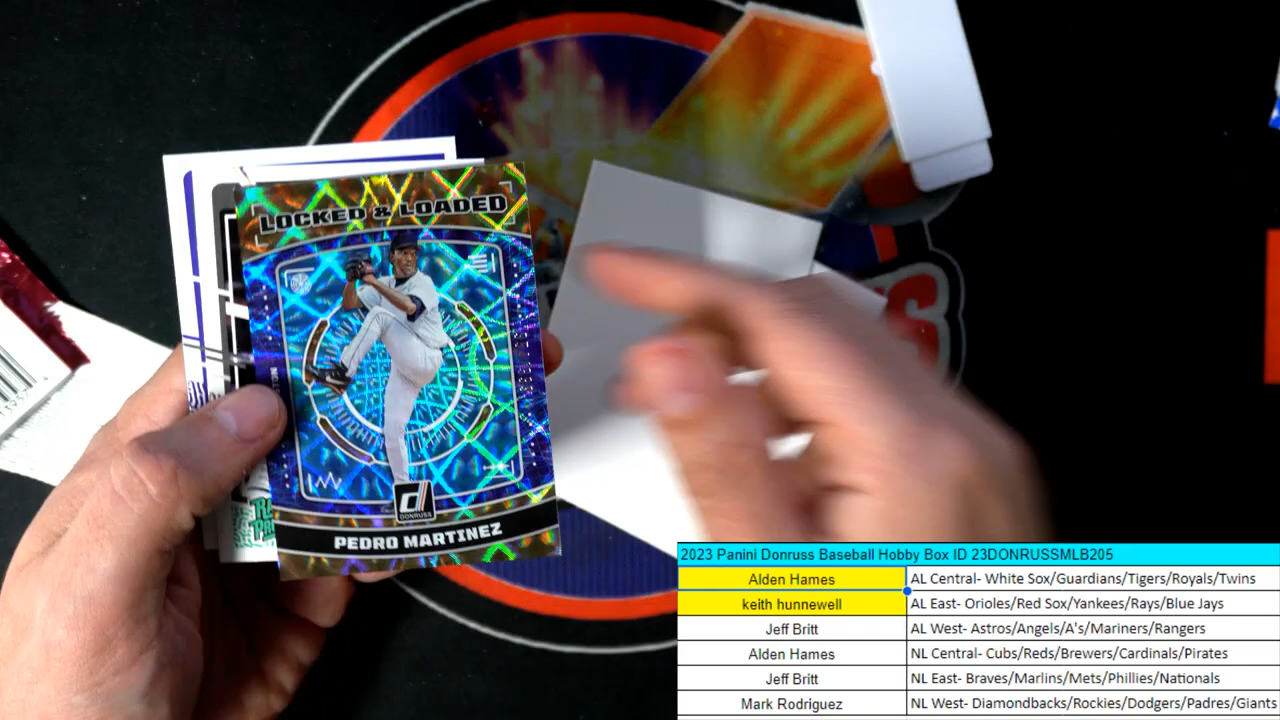 LOCKED & LOADED
DONRUSS
PEDRO MARTINEZ
2023 Panini Donruss Baseball Hobby Box ID 23DONRUSSMLB205
Alden Hames AL Central- White Sox/Guardians/Tigers/Royals/Twins
keith hunnewell AL East- Orioles/Red Sox/Yankees/Rays/Blue Jays
Jeff Britt AL West- Astros/Angels/A's/Mariners/Rangers
Alden Hames NL Central- Cubs/Reds/Brewers/Cardinals/Pirates
Jeff Britt NL East- Braves/Marlins/Mets/Phillies/Nationals
Mark Rodriguez NL West- Diamondbacks/Rockies/Dodgers/Padres/Giants